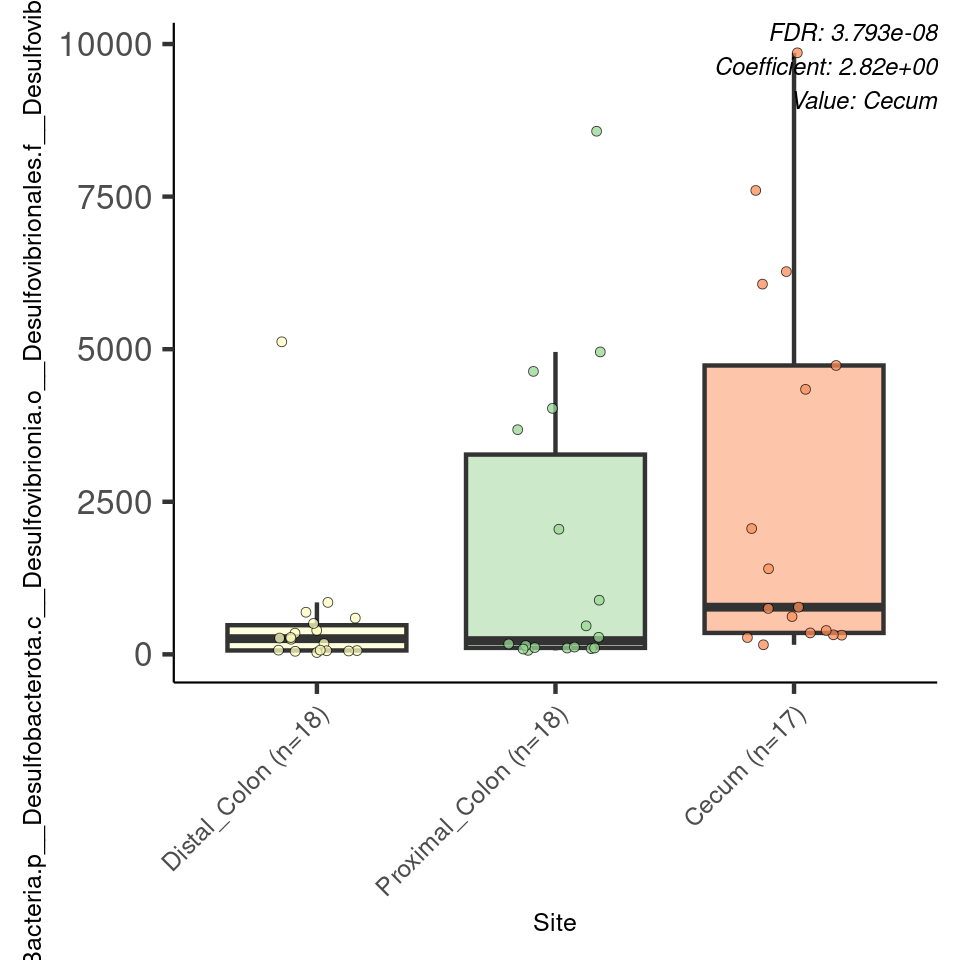 Bacteria.p__Desulfobacterota.c__Desulfovibrionia.o__Desulfovibrionales.f__Desulfovib
10000
7500
5000
2500
0
FDR: 3.793e-08
Coefficient: 2.82e+00
Value: Cecum
Distal_Colon (n=18)
Proximal_Colon (n=18)
Cecum (n=17)
Site